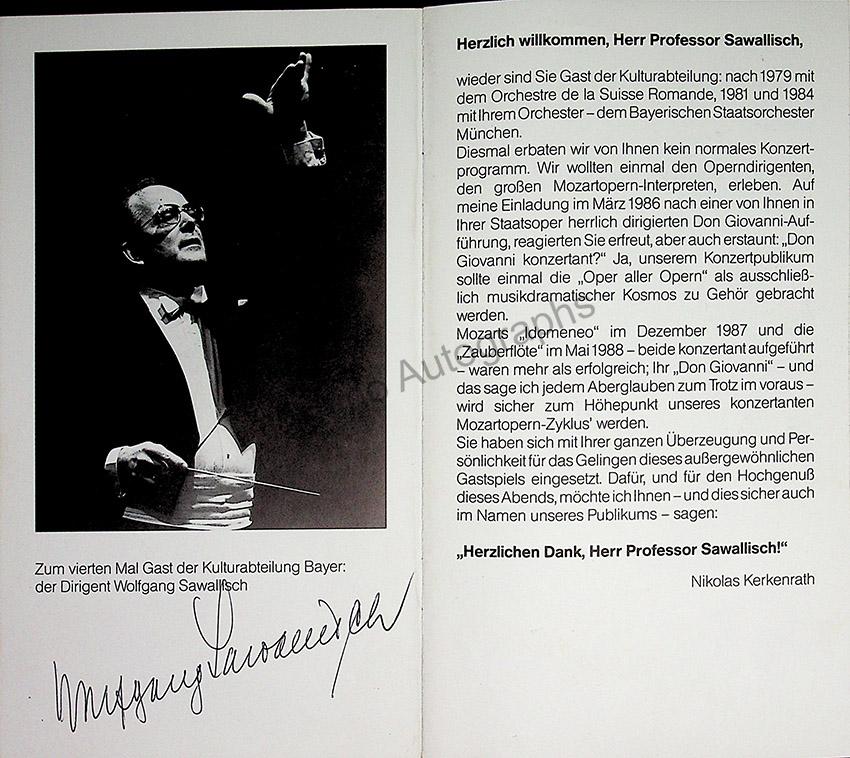 Zum vierten Mal Gast der Kulturabteilung Bayer:
der Dirigent Wolfgang Sawallisch
Wolfgang Sawallisch
Herzlich willkommen, Herr Professor Sawallisch,
wieder sind Sie Gast der Kulturabteilung: nach 1979 mit
dem Orchestre de la Suisse Romande, 1981 und 1984
mit Ihrem Orchester – dem Bayerischen Staatsorchester
München.
Diesmal erbaten wir von Ihnen kein normales Konzert-
programm. Wir wollten einmal den Operndirigenten,
den großen Mozartopern-Interpreten, erleben. Auf
meine Einladung im März 1986 nach einer von Ihnen in
Ihrer Staatsoper herrlich dirigierten Don Giovanni-Auf-
führung, reagierten Sie erfreut, aber auch erstaunt: „Don
Giovanni konzertant?“ Ja, unserem Konzertpublikum
sollte einmal die „Oper aller Opern“ als ausschließ-
lich musikdramatischer Kosmos zu Gehör gebracht
werden.
Mozarts „Idomeneo“ im Dezember 1987 und die
„Zauberflöte“ im Mai 1988 – beide konzertant aufgeführt
– waren mehr als erfolgreich; Ihr „Don Giovanni“ – und
das sage ich jedem Aberglauben zum Trotz im voraus –
wird sicher zum Höhepunkt unseres konzertanten
Mozartopern-Zyklus' werden.
Sie haben sich mit Ihrer ganzen Überzeugung und Per-
sönlichkeit für das Gelingen dieses außergewöhnlichen
Gastspiels eingesetzt. Dafür, und für den Hochgenuß
dieses Abends, möchte ich Ihnen – und dies sicher auch
im Namen unseres Publikums – sagen:
„Herzlichen Dank, Herr Professor Sawallisch!“
Nikolas Kerkenrath
Autographs